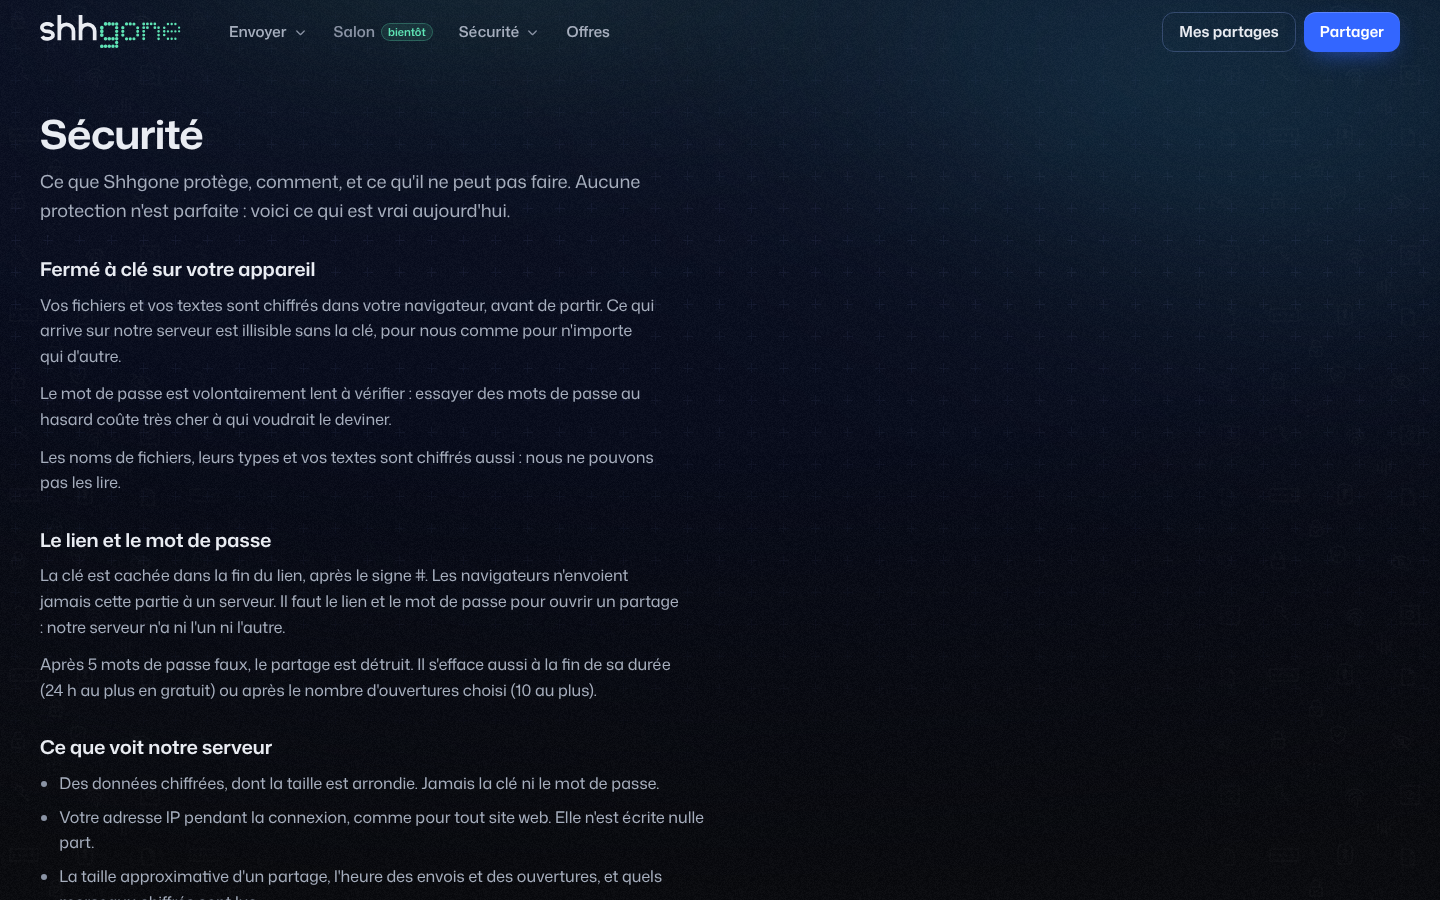 shhgone
Envoyer
Salon bientôt
Sécurité
Offres
Mes partages
Partager
Sécurité
Ce que Shhgone protège, comment, et ce qu'il ne peut pas faire. Aucune
protection n'est parfaite : voici ce qui est vrai aujourd'hui.
Fermé à clé sur votre appareil
Vos fichiers et vos textes sont chiffrés dans votre navigateur, avant de partir. Ce qui
arrive sur notre serveur est illisible sans la clé, pour nous comme pour n'importe
qui d'autre.
Le mot de passe est volontairement lent à vérifier : essayer des mots de passe au
hasard coûte très cher à qui voudrait le deviner.
Les noms de fichiers, leurs types et vos textes sont chiffrés aussi : nous ne pouvons
pas les lire.
Le lien et le mot de passe
La clé est cachée dans la fin du lien, après le signe #. Les navigateurs n'envoient
jamais cette partie à un serveur. Il faut le lien et le mot de passe pour ouvrir un partage
: notre serveur n'a ni l'un ni l'autre.
Après 5 mots de passe faux, le partage est détruit. Il s'efface aussi à la fin de sa durée
(24 h au plus en gratuit) ou après le nombre d'ouvertures choisi (10 au plus).
Ce que voit notre serveur
Des données chiffrées, dont la taille est arrondie. Jamais la clé ni le mot de passe.
Votre adresse IP pendant la connexion, comme pour tout site web. Elle n'est écrite nulle
part.
La taille approximative d'un partage, l'heure des envois et des ouvertures, et quels